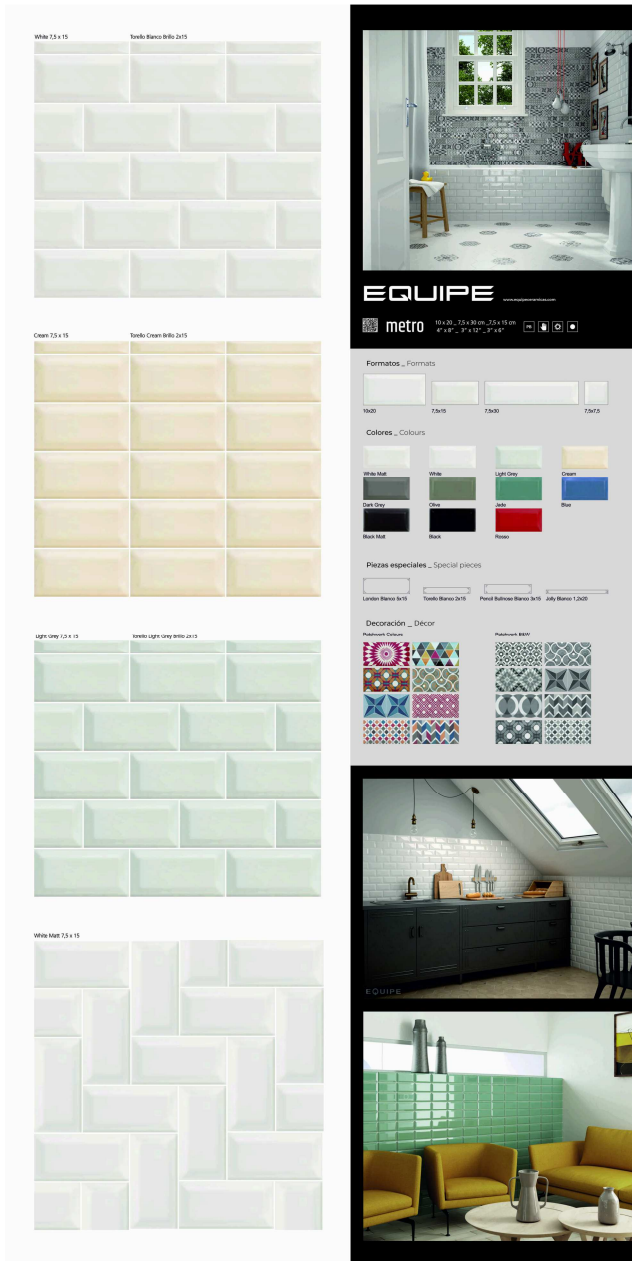 White 7,5 x 15
Torello Blanco Brillo 2x15
Cream 7,5 x 15
Torello Cream Brillo 2x15
Light Grey 7,5 x 15
Torello Light Grey Brillo 2x15
White Matt 7,5 x 15
EQUIPE
www.equipeceramicas.com
metro
10 x 20 _ 7,5 x 30 cm _7,5 x 15 cm
4" x 8" _ 3" x 12" _ 3" x 6"
Formatos _ Formats
10x20
7,5x15
7,5x30
7,5x7,5
Colores _ Colours
White Matt
White
Light Grey
Cream
Dark Grey
Olive
Jade
Blue
Black Matt
Black
Rosso
Piezas especiales _ Special pieces
London Blanco 5x15
Torello Blanco 2x15
Pencil Bullnose Blanco 3x15
Jolly Blanco 1,2x20
Decoración _ Décor
Patchwork Colours
Patchwork B&W
EQUIPE